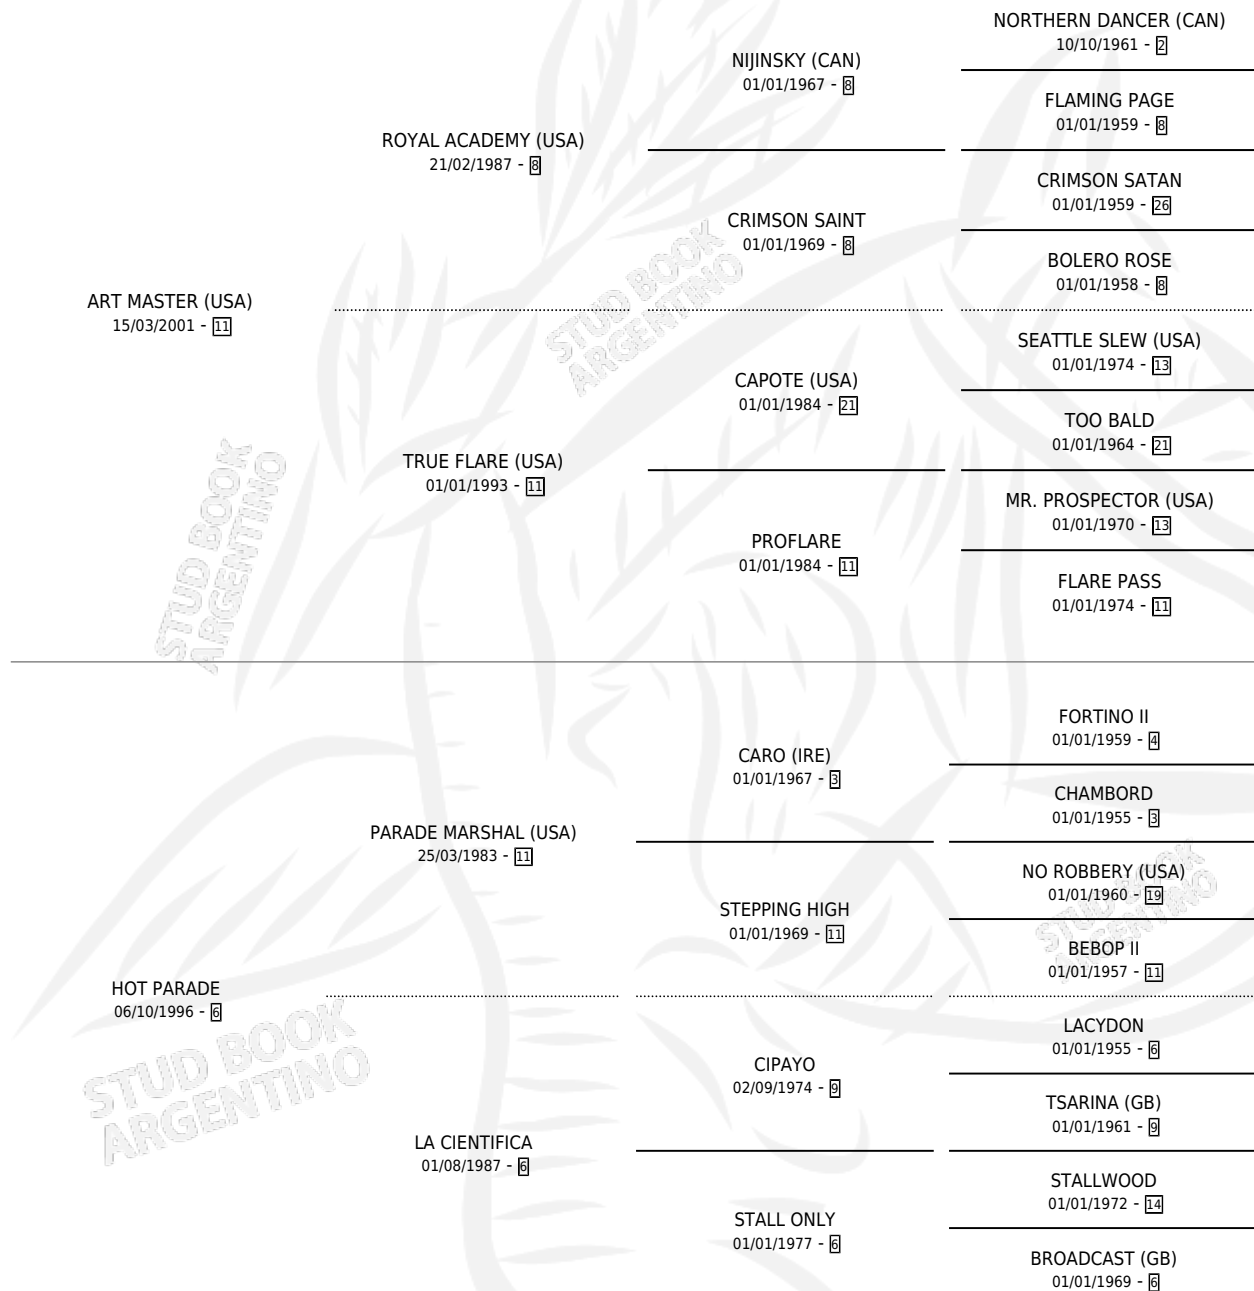 NORTHERN DANCER (CAN)
10/10/1961 - 2
NIJINSKY (CAN)
01/01/1967 - 8
FLAMING PAGE
01/01/1959 - 8
ROYAL ACADEMY (USA)
21/02/1987 - 8
CRIMSON SATAN
01/01/1959 - 26
CRIMSON SAINT
01/01/1969 - 8
BOLERO ROSE
01/01/1958 - 8
ART MASTER (USA)
15/03/2001 - 11
SEATTLE SLEW (USA)
01/01/1974 - 13
CAPOTE (USA)
01/01/1984 - 21
TOO BALD
01/01/1964 - 21
TRUE FLARE (USA)
01/01/1993 - 11
MR. PROSPECTOR (USA)
01/01/1970 - 13
PROFLARE
01/01/1984 - 11
FLARE PASS
01/01/1974 - 11
FORTINO II
01/01/1959 - 4
CARO (IRE)
01/01/1967 - 3
CHAMBORD
01/01/1955 - 3
PARADE MARSHAL (USA)
25/03/1983 - 11
NO ROBBERY (USA)
01/01/1960 - 19
STEPPING HIGH
01/01/1969 - 11
BEBOP II
01/01/1957 - 11
HOT PARADE
06/10/1996 - 6
LACYDON
01/01/1955 - 6
CIPAYO
02/09/1974 - 9
TSARINA (GB)
01/01/1961 - 9
LA CIENTIFICA
01/08/1987 - 6
STALLWOOD
01/01/1972 - 14
STALL ONLY
01/01/1977 - 6
BROADCAST (GB)
01/01/1969 - 6
STUD BOOK
ARGENTINO
STUD BOOK
ARGENTINO
STUD BOOK
ARGENTINO
STUD BOOK
ARGENTINO